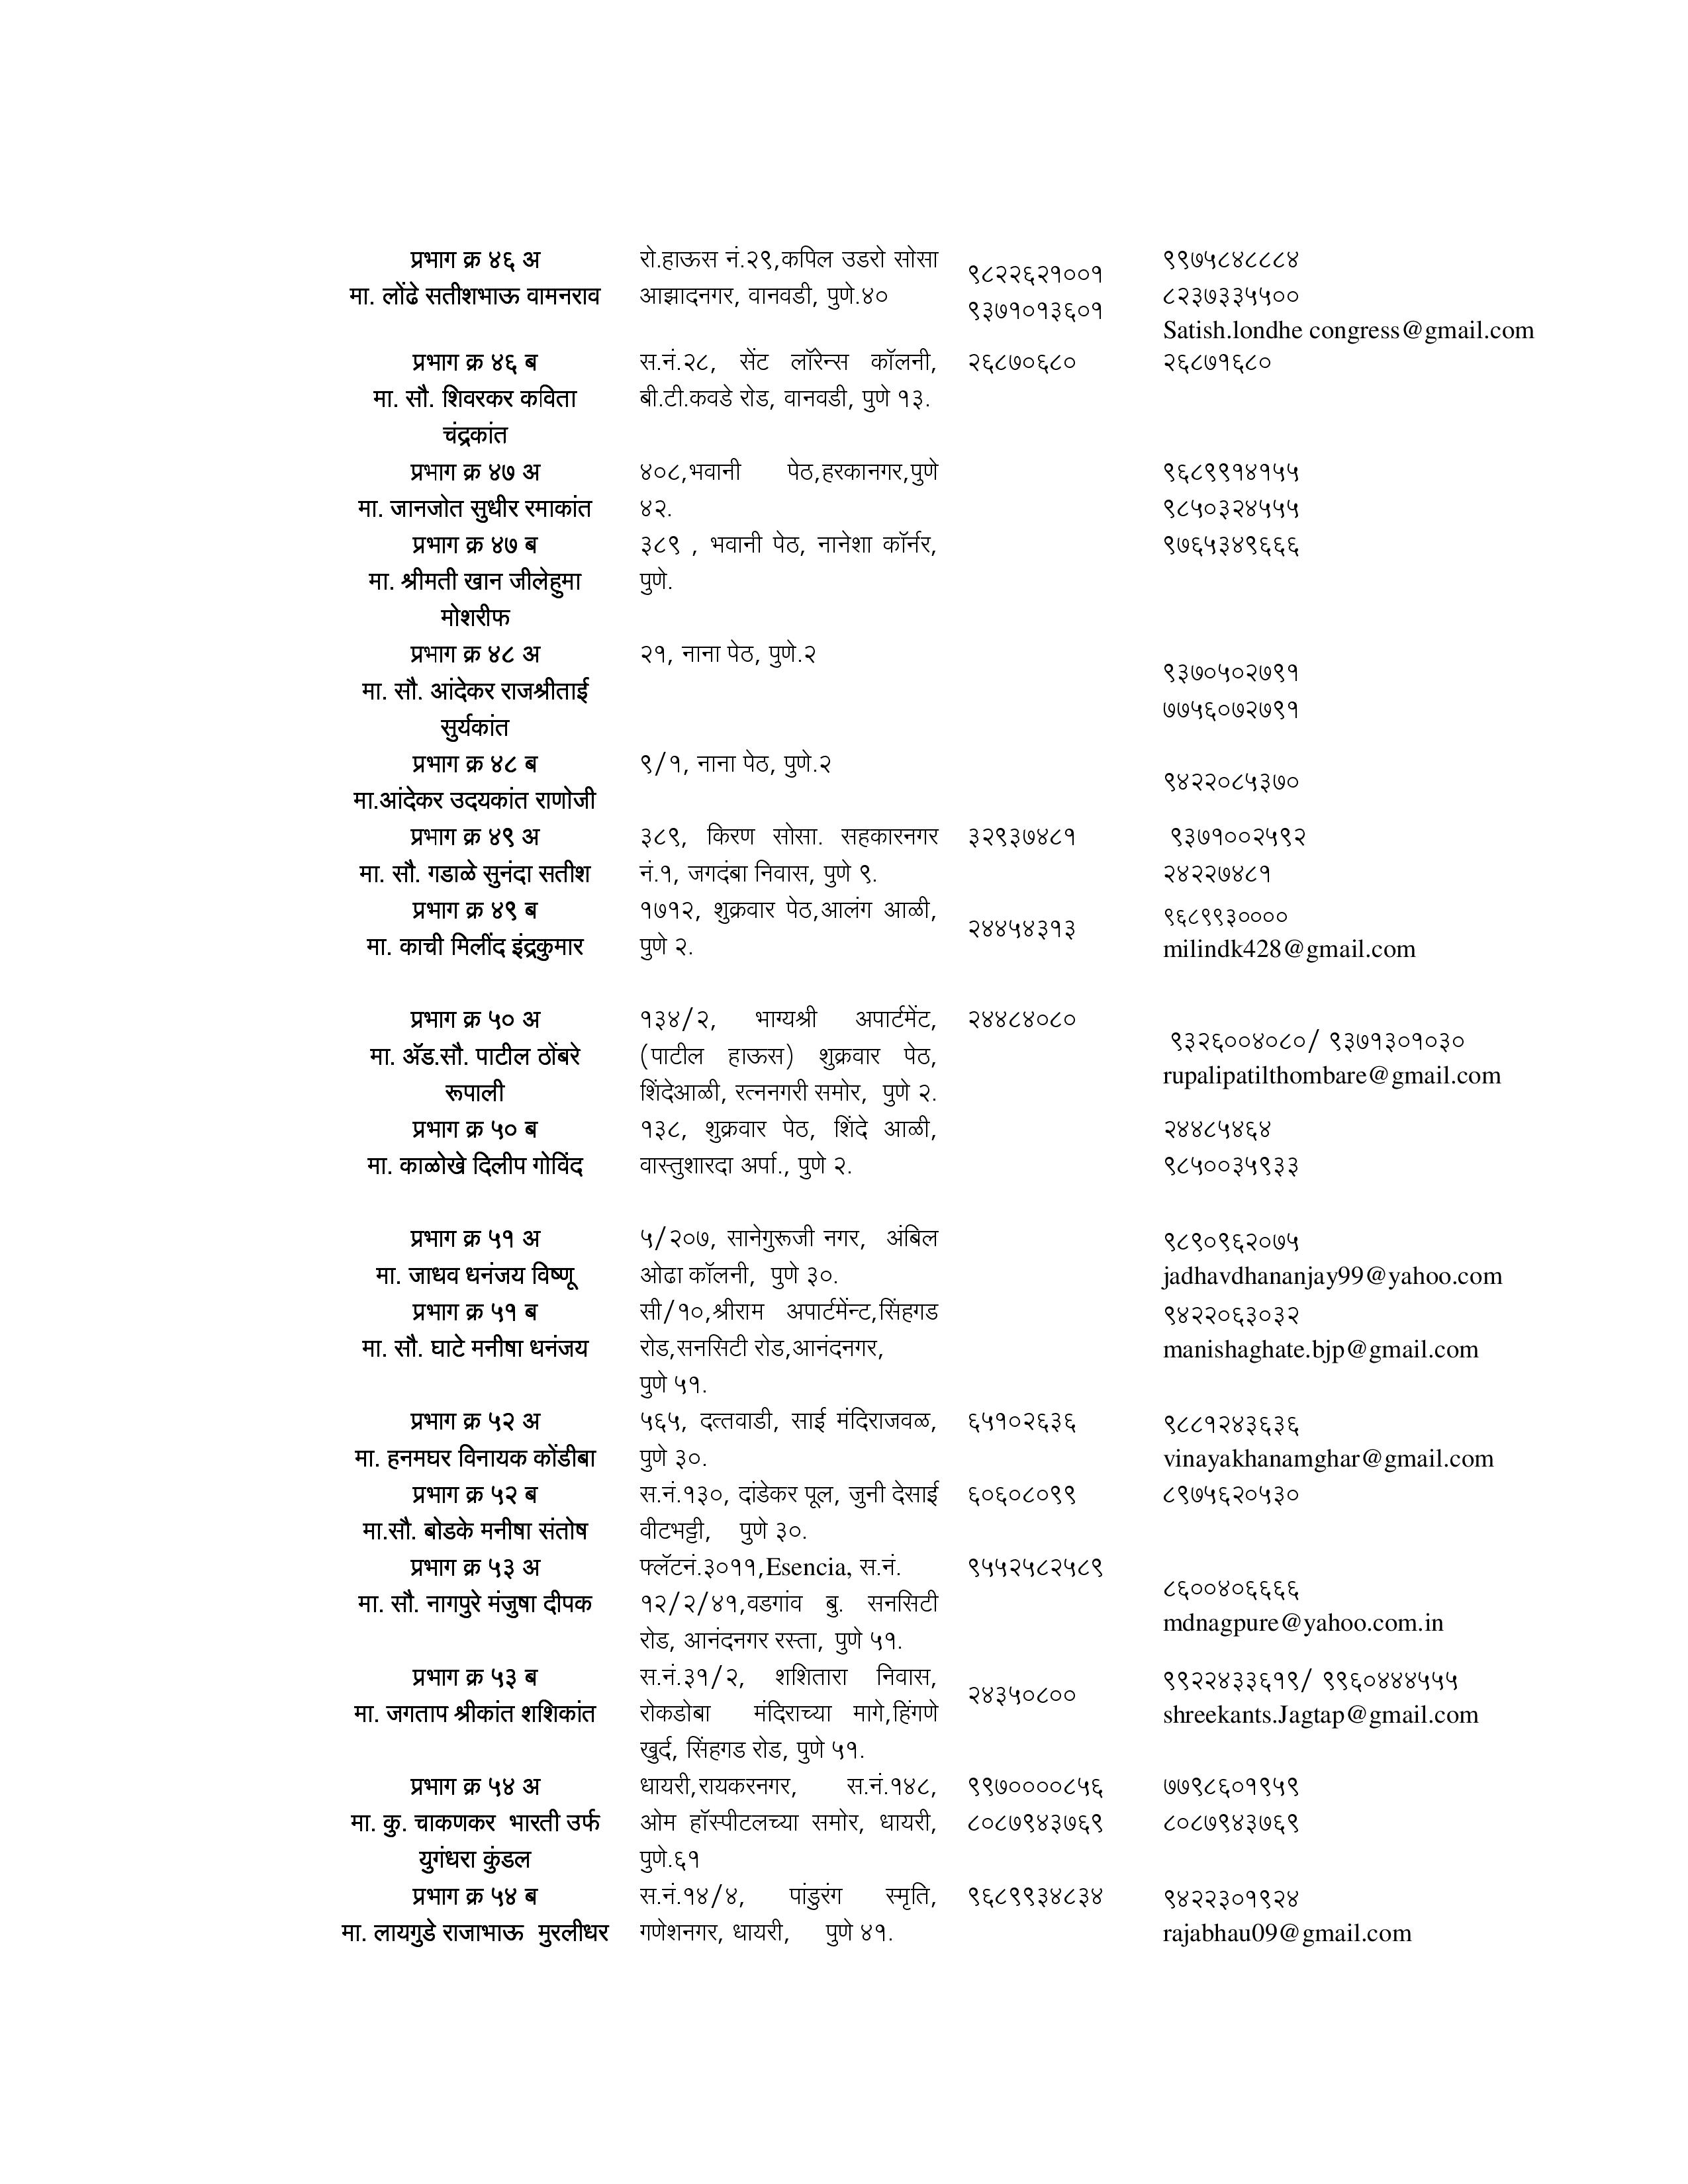 प्रभाग क्र ४६ अ
मा. लोंढे सतीशभाऊ वामनराव
रो.हाऊस नं.२९,कपिल उडरो सोसा
आझादनगर, वानवडी, पुणे.४०
९८२२६२१००१
९३७१०१३६०१
९९७५८४८८८४
८२३७३३५५००
Satish.londhe congress@gmail.com
प्रभाग क्र ४६ ब
मा. सौ. शिवरकर कविता
चंद्रकांत
स.नं.२८, सेंट लॉरेन्स कॉलनी,
बी.टी.कवडे रोड, वानवडी, पुणे १३.
२६८७०६८०
२६८७१६८०
प्रभाग क्र ४७ अ
मा. जानजोत सुधीर रमाकांत
४०८,भवानी पेठ,हरकानगर,पुणे
४२.
९६८९९१४१५५
९८५०३२४५५५
प्रभाग क्र ४७ ब
मा. श्रीमती खान जीलेहुमा
मोशरीफ
३८९ , भवानी पेठ, नानेशा कॉर्नर,
पुणे.
९७६५३४९६६६
प्रभाग क्र ४८ अ
मा. सौ. आंदेकर राजश्रीताई
सुर्यकांत
२१, नाना पेठ, पुणे.२
९३७०५०२७९१
७७५६०७२७९१
प्रभाग क्र ४८ ब
मा.आंदेकर उदयकांत राणोजी
९/१, नाना पेठ, पुणे.२
९४२२०८५३७०
प्रभाग क्र ४९ अ
मा. सौ. गडाळे सुनंदा सतीश
३८९, किरण सोसा. सहकारनगर
नं.१, जगदंबा निवास, पुणे ९.
३२९३७४८१
९३७१००२५९२
२४२२७४८१
प्रभाग क्र ४९ ब
मा. काची मिलींद इंद्रकुमार
१७१२, शुक्रवार पेठ,आलंग आळी,
पुणे २.
२४४५४३१३
९६८९९३००००
milindk428@gmail.com
प्रभाग क्र ५० अ
मा. ॲड.सौ. पाटील ठोंबरे
रूपाली
१३४/२, भाग्यश्री अपार्टमेंट,
(पाटील हाऊस) शुक्रवार पेठ,
शिंदेआळी, रत्ननगरी समोर, पुणे २.
२४४८४०८०
९३२६००४०८०/ ९३७१३०१०३०
rupalipatilthombare@gmail.com
प्रभाग क्र ५० ब
मा. काळोखे दिलीप गोविंद
१३८, शुक्रवार पेठ, शिंदे आळी,
वास्तुशारदा अर्पा., पुणे २.
२४४८५४६४
९८५००३५९३३
प्रभाग क्र ५१ अ
मा. जाधव धनंजय विष्णू
५/२०७, सानेगुरूजी नगर, अंबिल
ओढा कॉलनी, पुणे ३०.
९८९०९६२०७५
jadhavdhananjay99@yahoo.com
प्रभाग क्र ५१ ब
मा. सौ. घाटे मनीषा धनंजय
सी/१०,श्रीराम अपार्टमेंन्ट,सिंहगड
रोड,सनसिटी रोड,आनंदनगर,
पुणे ५१.
९४२२०६३०३२
manishaghate.bjp@gmail.com
प्रभाग क्र ५२ अ
मा. हनमघर विनायक कोंडीबा
५६५, दत्तवाडी, साई मंदिराजवळ,
पुणे ३०.
६५१०२६३६
९८८१२४३६३६
vinayakhanamghar@gmail.com
प्रभाग क्र ५२ ब
मा.सौ. बोडके मनीषा संतोष
स.नं.१३०, दांडेकर पूल, जुनी देसाई
वीटभट्टी, पुणे ३०.
६०६०८०९९
८९७५६२०५३०
प्रभाग क्र ५३ अ
मा. सौ. नागपुरे मंजुषा दीपक
फ्लॅटनं.३०११,Esencia, स.नं.
१२/२/४१,वडगांव बु. सनसिटी
रोड, आनंदनगर रस्ता, पुणे ५१.
९५५२५८२५८९
८६००४०६६६६
mdnagpure@yahoo.com.in
प्रभाग क्र ५३ ब
मा. जगताप श्रीकांत शशिकांत
स.नं.३१/२, शशितारा निवास,
रोकडोबा मंदिराच्या मागे,हिंगणे
खुर्द, सिंहगड रोड, पुणे ५१.
२४३५०८००
९९२२४३३६१९/ ९९६०४४४५५५
shreekants.Jagtap@gmail.com
प्रभाग क्र ५४ अ
मा. कु. चाकणकर भारती उर्फ
युगंधरा कुंडल
धायरी,रायकरनगर, स.नं.१४८,
ओम हॉस्पीटलच्या समोर, धायरी,
पुणे.६१
९९७००००८५६
८०८७९४३७६९
७७९८६०१९५९
८०८७९४३७६९
प्रभाग क्र ५४ ब
मा. लायगुडे राजाभाऊ मुरलीधर
स.नं.१४/४, पांडुरंग स्मृति,
गणेशनगर, धायरी, पुणे ४१.
९६८९९३४८३४
९४२२३०१९२४
rajabhau09@gmail.com